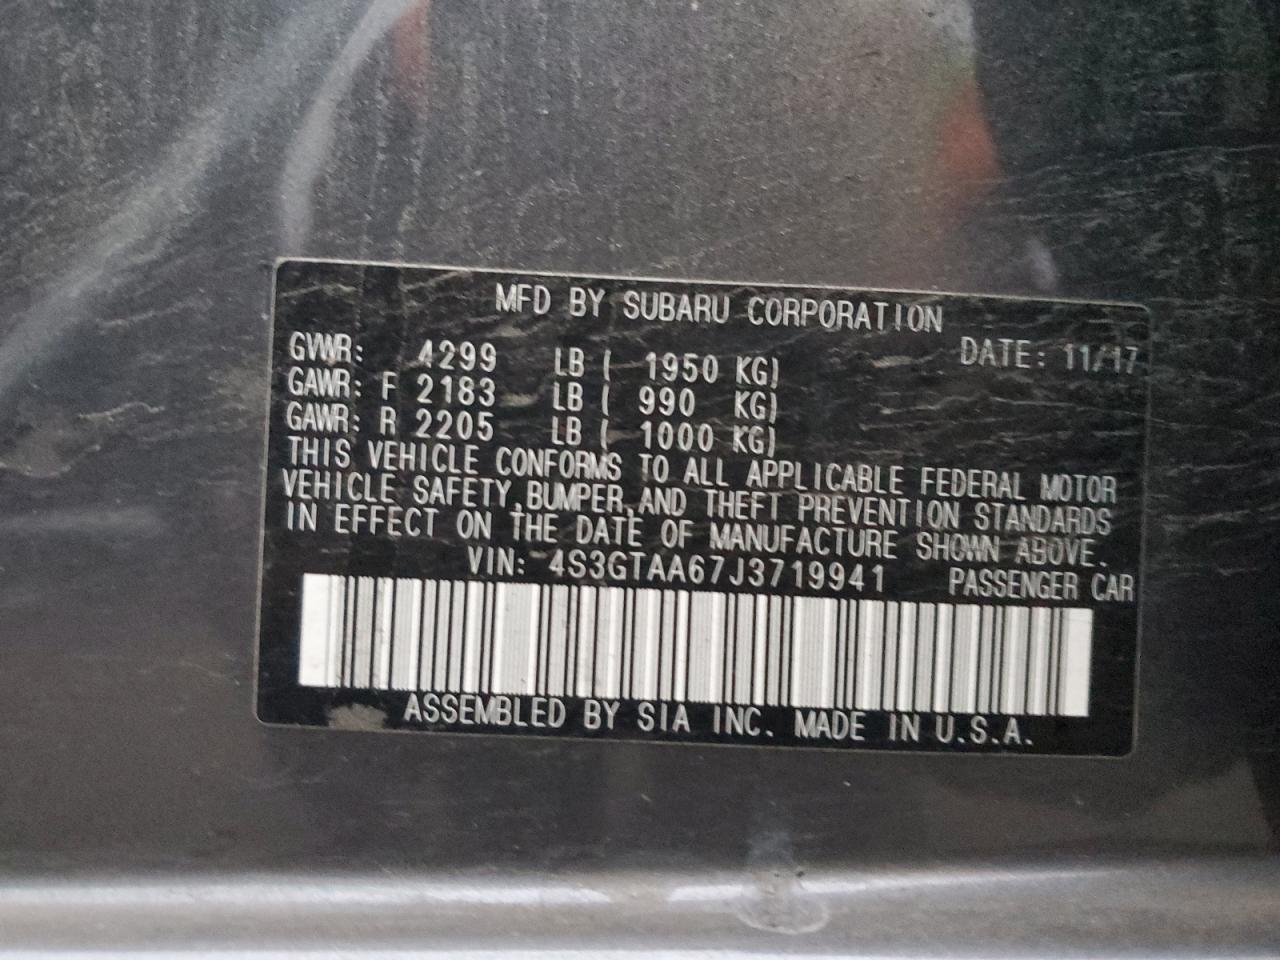 MFD BY SUBARU CORPORATION
GVWR: 4299 LB ( 1950 KG) DATE: 11/17
GAWR: F 2183 LB ( 990 KG)
GAWR: R 2205 LB ( 1000 KG)
THIS VEHICLE CONFORMS TO ALL APPLICABLE FEDERAL MOTOR
VEHICLE SAFETY,BUMPER,AND THEFT PREVENTION STANDARDS
IN EFFECT ON THE DATE OF MANUFACTURE SHOWN ABOVE.
VIN: 4S3GTAA67J3719941 PASSENGER CAR
ASSEMBLED BY SIA INC. MADE IN U.S.A.